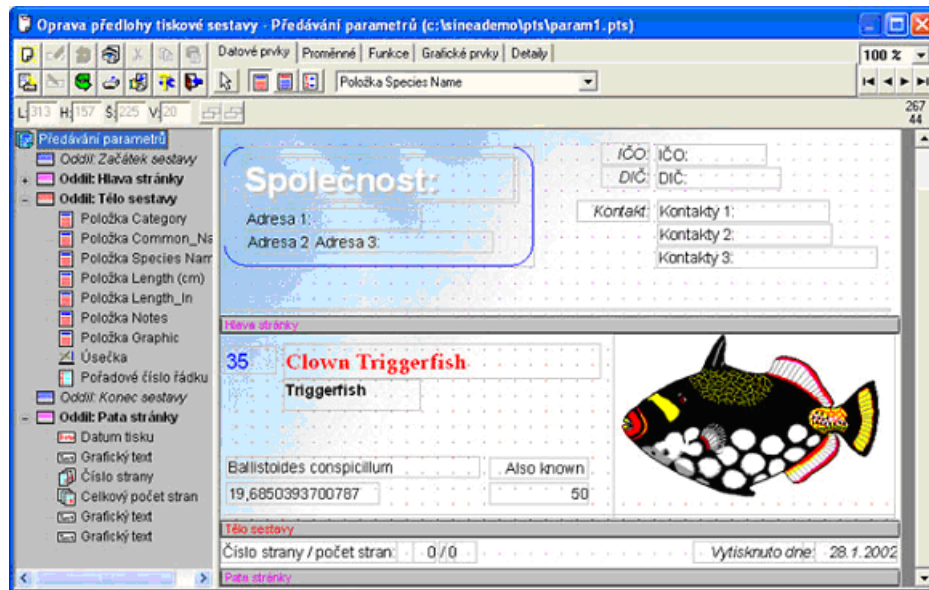 Oprava předlohy tiskové sestavy - Předávání parametrů (c:\sineademo\pts\param1.pts)
Datové prvky Proměnné Funkce Grafické prvky Detaily
100 %
Položka Species Name
L: 313 H: 157 Š: 225 V: 20
267
44
Předávání parametrů
Oddíl: Začátek sestavy
Oddíl: Hlava stránky
Oddíl: Tělo sestavy
Položka Category
Položka Common_Na
Položka Species Nam
Položka Length (cm)
Položka Length_In
Položka Notes
Položka Graphic
Úsečka
Pořadové číslo řádku
Oddíl: Konec sestavy
Oddíl: Pata stránky
Datum tisku
Grafický text
Číslo strany
Celkový počet stran
Grafický text
Grafický text
Společnost:
Adresa 1:
Adresa 2 Adresa 3:
IČO: IČO:
DIČ: DIČ:
Kontakt: Kontakty 1:
Kontakty 2:
Kontakty 3:
Hlava stránky
35 Clown Triggerfish
Triggerfish
Ballistoides conspicillum Also known
19,6850393700787 50
Tělo sestavy
Číslo strany / počet stran: 0 / 0 Vytisknuto dne: 28.1.2002
Pata stránky